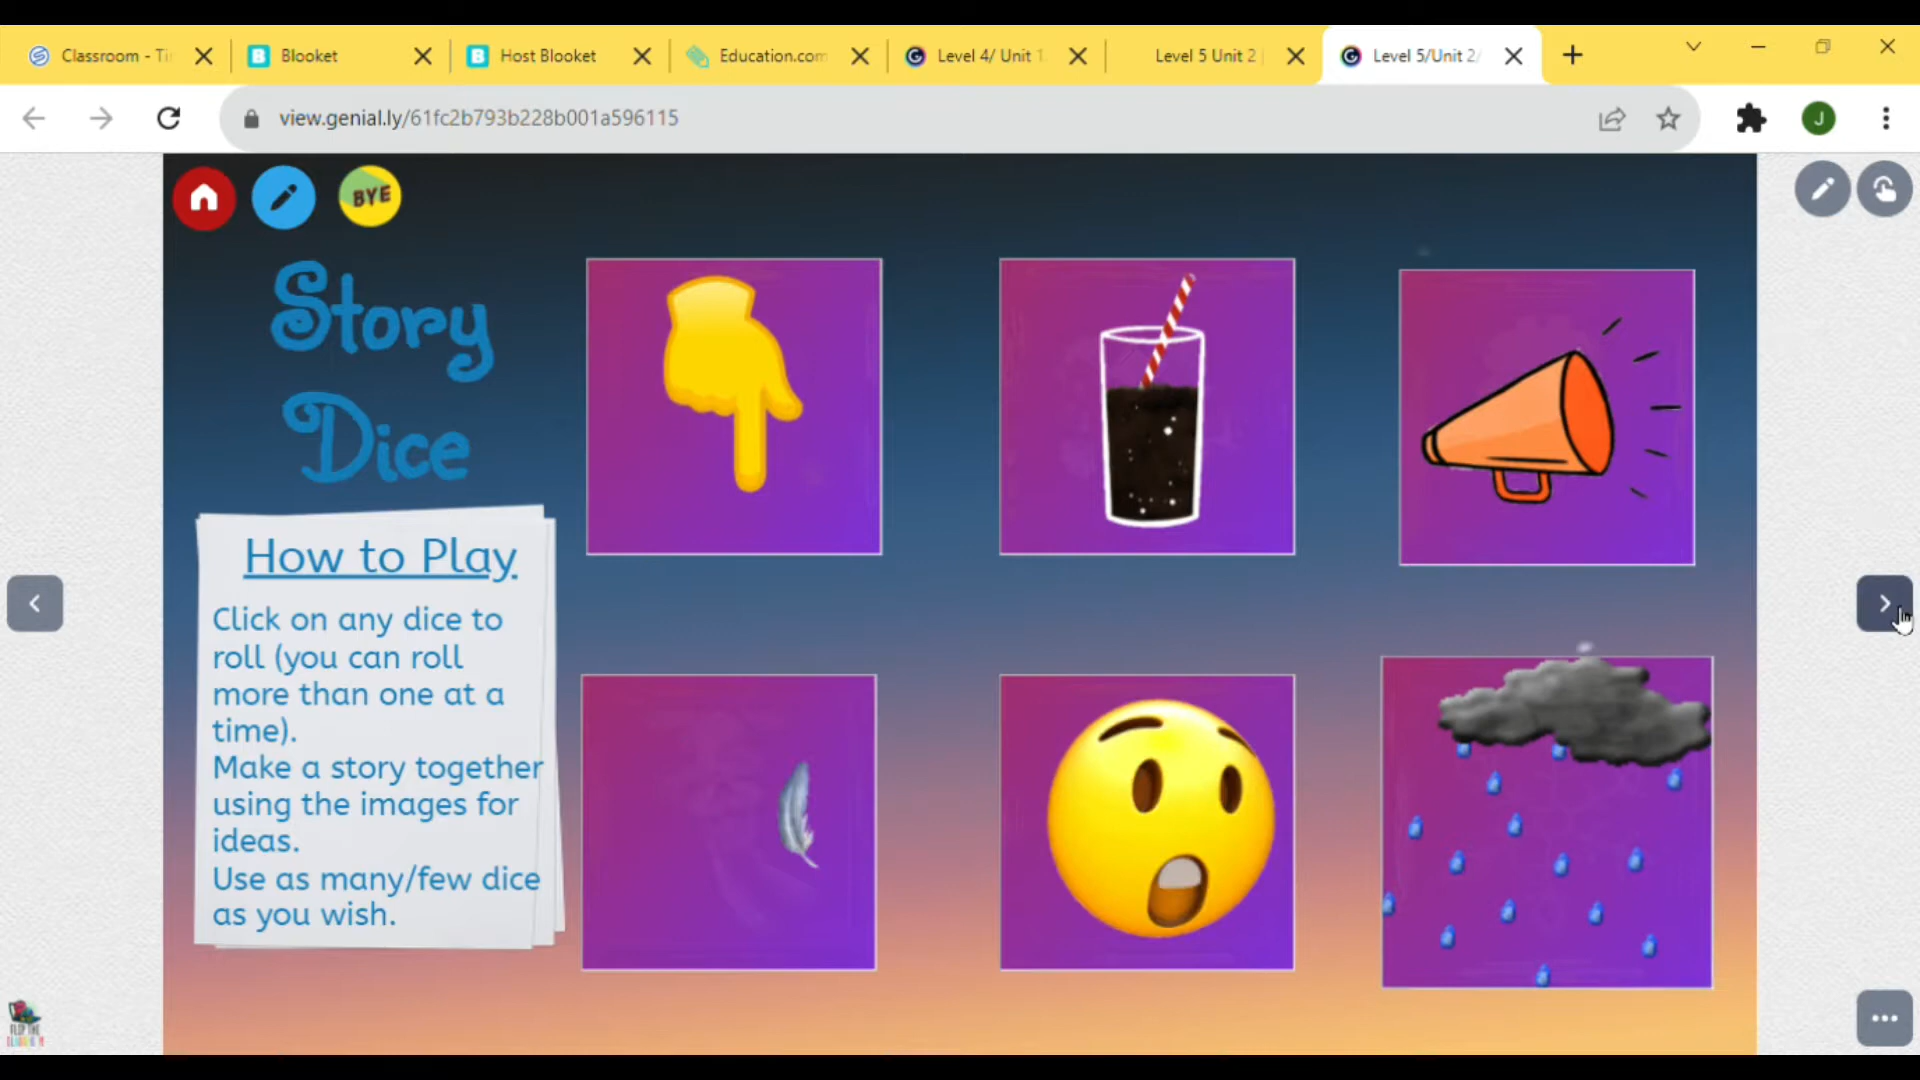 Classroom - Ti
Blooket
Host Blooket
Education.com
Level 4/ Unit 1
Level 5 Unit 2
Level 5/Unit 2/
view.genial.ly/61fc2b793b228b001a596115
J
BYE
Story
Dice
How to Play
Click on any dice to
roll (you can roll
more than one at a
time).
Make a story together
using the images for
ideas.
Use as many/few dice
as you wish.
FLIP THE
CLASSROOM